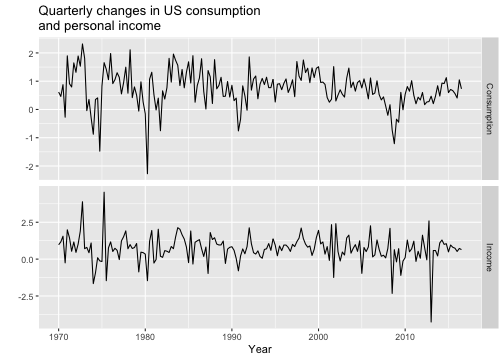 Quarterly changes in US consumption
and personal income
2
1
0
-1
-2
Consumption
2.5
0.0
-2.5
Income
1970 1980 1990 2000 2010
Year